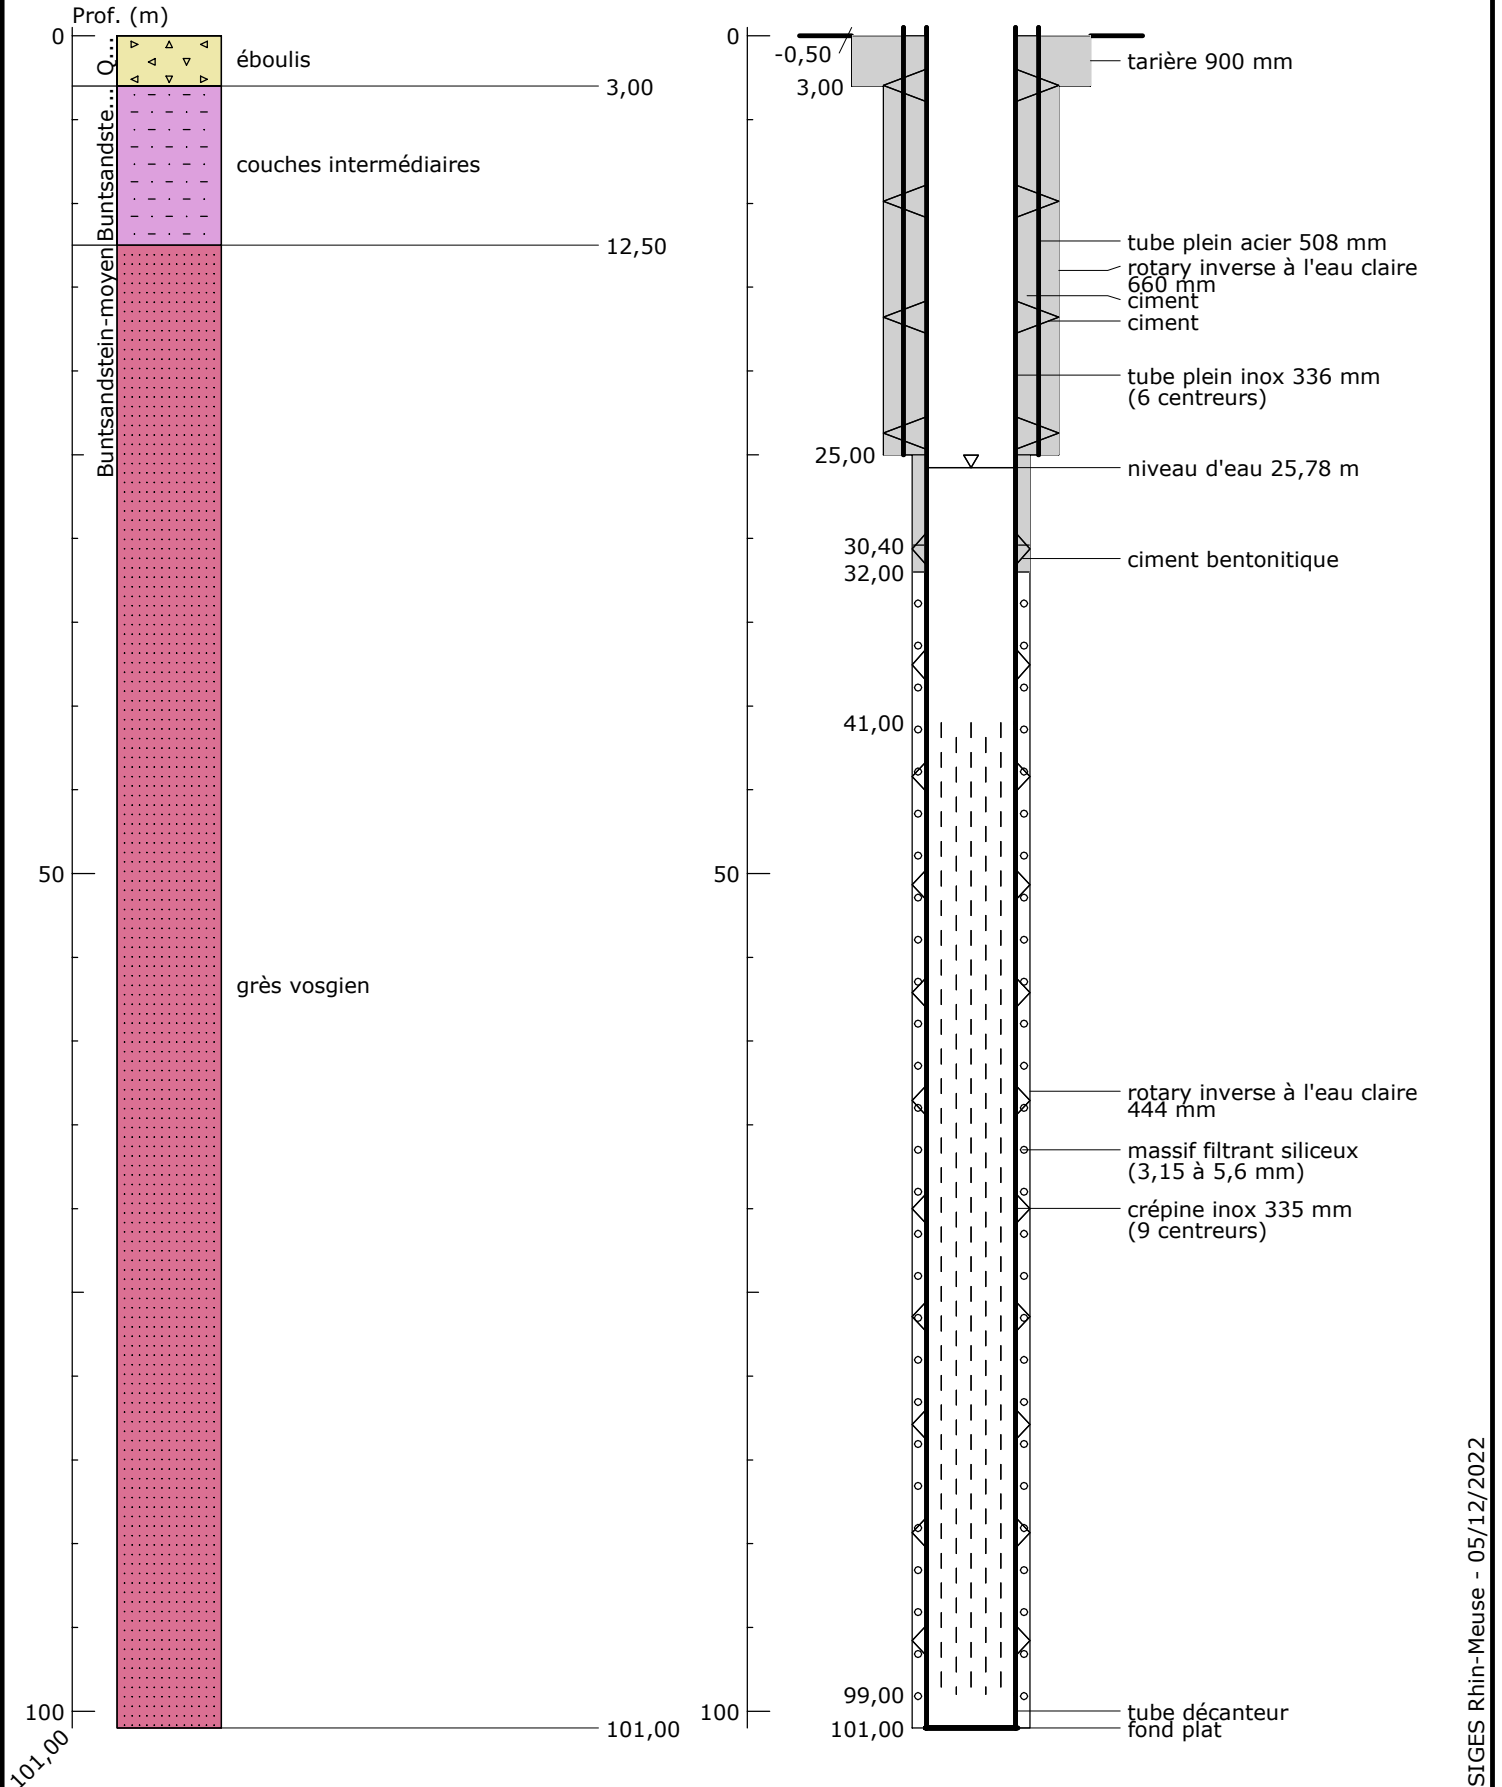 Prof. (m)
0
50
100
101,00
Q...
Buntsandste...
Buntsandstein-moyen
éboulis
3,00
couches intermédiaires
12,50
grès vosgien
101,00
0
50
100
-0,50
3,00
25,00
30,40
32,00
41,00
99,00
101,00
tarière 900 mm
tube plein acier 508 mm
rotary inverse à l'eau claire
660 mm
ciment
ciment
tube plein inox 336 mm
(6 centreurs)
niveau d'eau 25,78 m
ciment bentonitique
rotary inverse à l'eau claire
444 mm
massif filtrant siliceux
(3,15 à 5,6 mm)
crépine inox 335 mm
(9 centreurs)
tube décanteur
fond plat
SIGES Rhin-Meuse - 05/12/2022